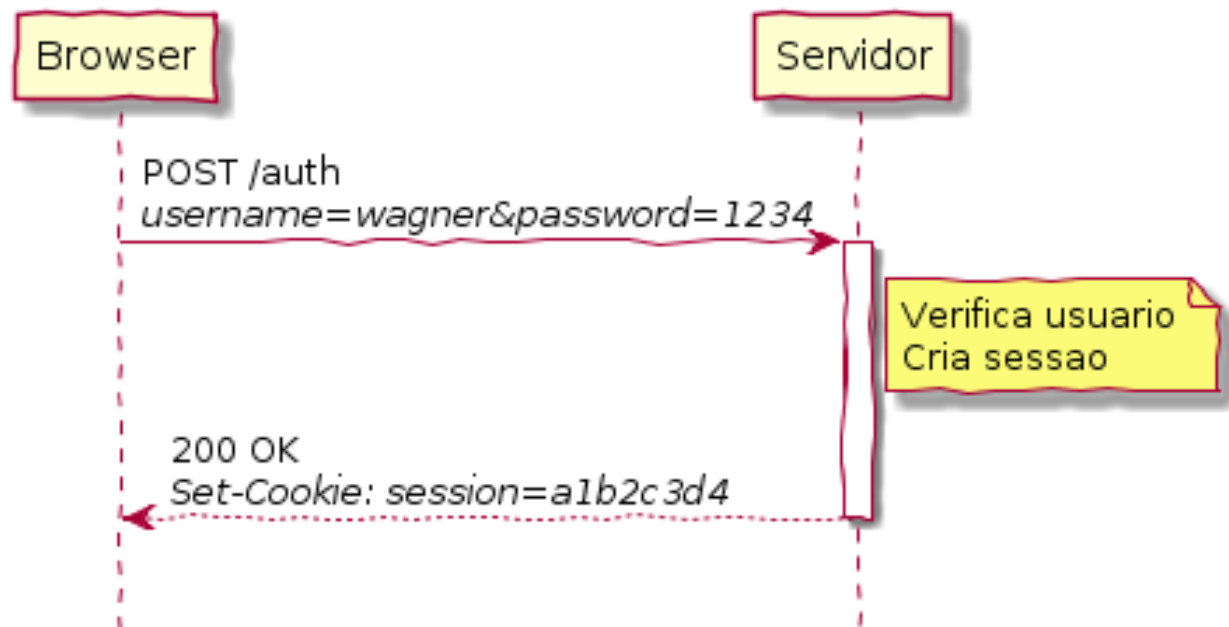 Browser
Servidor
POST /auth
username=wagner&password=1234
Verifica usuario
Cria sessao
200 OK
Set-Cookie: session=a1b2c3d4